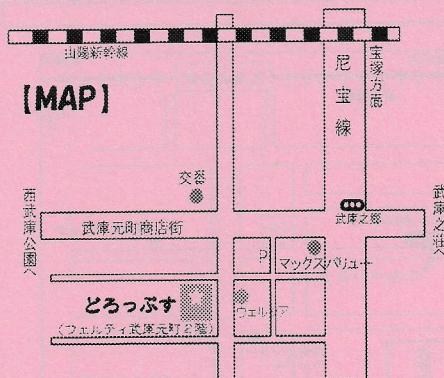 山陽新幹線
【MAP】
尼宝線
宝塚方面
交番
西武庫公園へ
武庫元町商店街
武庫之郷
武庫之荘へ
P
マックスバリュー
どろっぷす
ウェルシア
(フェルティ武庫元町2階)